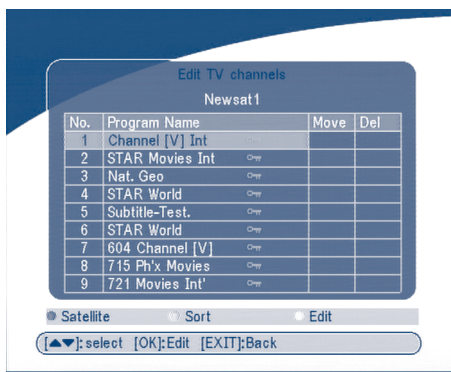 Edit TV channels
Newsat1
No. Program Name Move Del
1 Channel [V] Int
2 STAR Movies Int
3 Nat. Geo
4 STAR World
5 Subtitle-Test.
6 STAR World
7 604 Channel [V]
8 715 Ph'x Movies
9 721 Movies Int'
Satellite Sort Edit
[▲▼]: select [OK]:Edit [EXIT]:Back